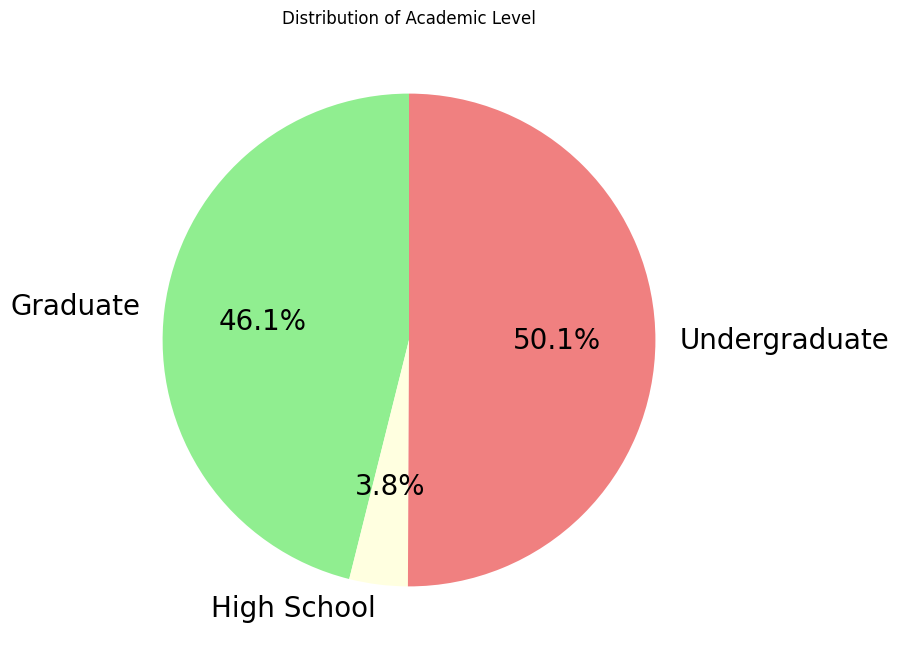 Distribution of Academic Level
Graduate
46.1%
50.1%
Undergraduate
3.8%
High School